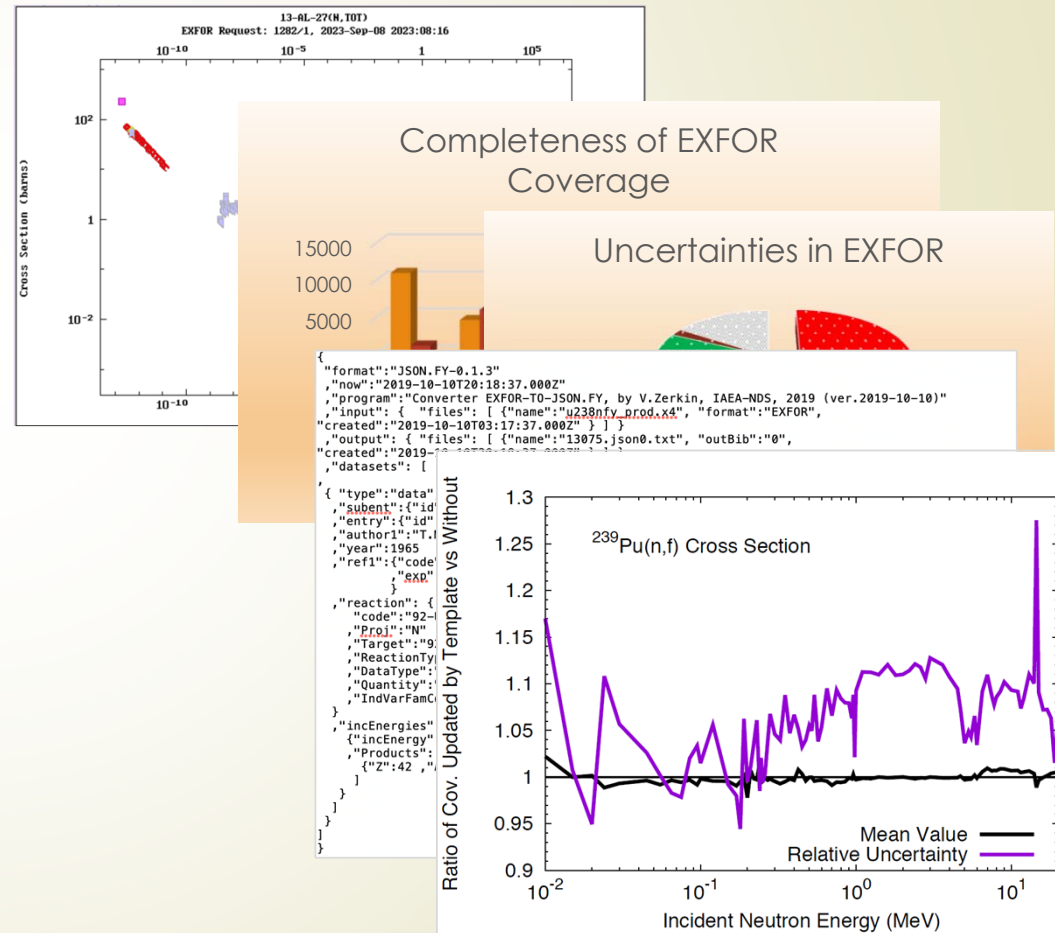 13-AL-27(N,TOT)
EXFOR Request: 1282/1, 2023-Sep-08 2023:08:16
10-10 10-5 1 105
Cross Section (barns)
102
1
10-2
10-10
Completeness of EXFOR
Coverage
15000
10000
5000
Uncertainties in EXFOR
{
"format":"JSON.FY-0.1.3"
,"now":"2019-10-10T20:18:37.000Z"
,"program":"Converter EXFOR-TO-JSON.FY, by V.Zerkin, IAEA-NDS, 2019 (ver.2019-10-10)"
,"input": { "files": [ {"name":"u238nfy_prod.x4", "format":"EXFOR",
"created":"2019-10-10T03:17:37.000Z" } ] }
,"output": { "files": [ {"name":"13075.json0.txt", "outBib":"0",
"created":"2019-
,"datasets": [
,
{ "type":"data"
,"subent":{"id"
,"entry":{"id"
,"author1":"T.
,"year":1965
,"ref1":{"code"
,"exp"
}
,"reaction": {
"code":"92-
,"Proj":"N"
,"Target":"9
,"ReactionTy
,"DataType":
,"Quantity":
,"IndVarFamC
}
,"incEnergies"
{"incEnergy"
,"Products":
{"Z":42 ,"
]
}
]
}
]
}
Ratio of Cov. Updated by Template vs Without
239Pu(n,f) Cross Section
1.3
1.25
1.2
1.15
1.1
1.05
1
0.95
0.9
Mean Value
Relative Uncertainty
10-2 10-1 100 101
Incident Neutron Energy (MeV)